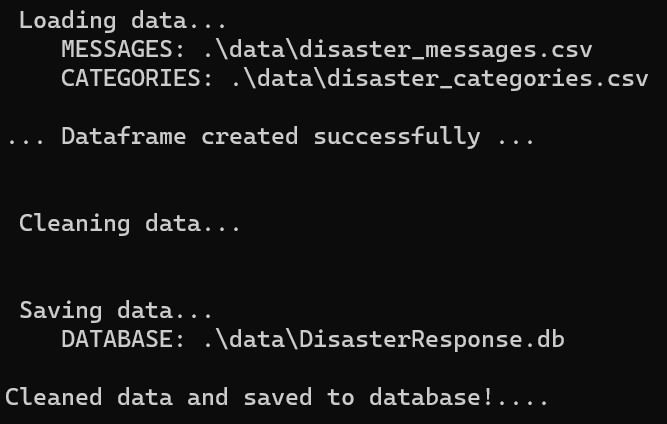 Loading data...
MESSAGES: .\data\disaster_messages.csv
CATEGORIES: .\data\disaster_categories.csv
... Dataframe created successfully ...
Cleaning data...
Saving data...
DATABASE: .\data\DisasterResponse.db
Cleaned data and saved to database!....